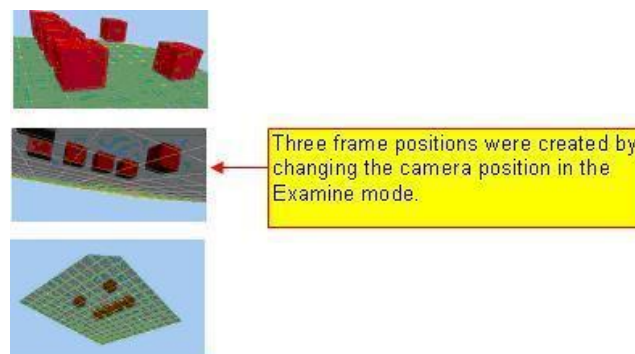 Three frame positions were created by
changing the camera position in the
Examine mode.